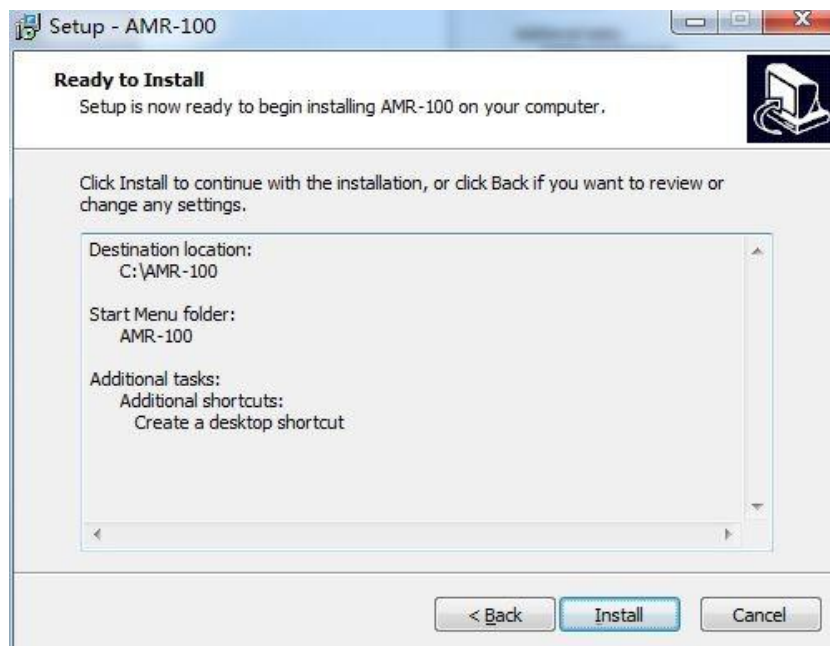 Setup - AMR-100
Ready to Install
Setup is now ready to begin installing AMR-100 on your computer.
Click Install to continue with the installation, or click Back if you want to review or
change any settings.
Destination location:
C:\AMR-100
Start Menu folder:
AMR-100
Additional tasks:
Additional shortcuts:
Create a desktop shortcut
< Back
Install
Cancel